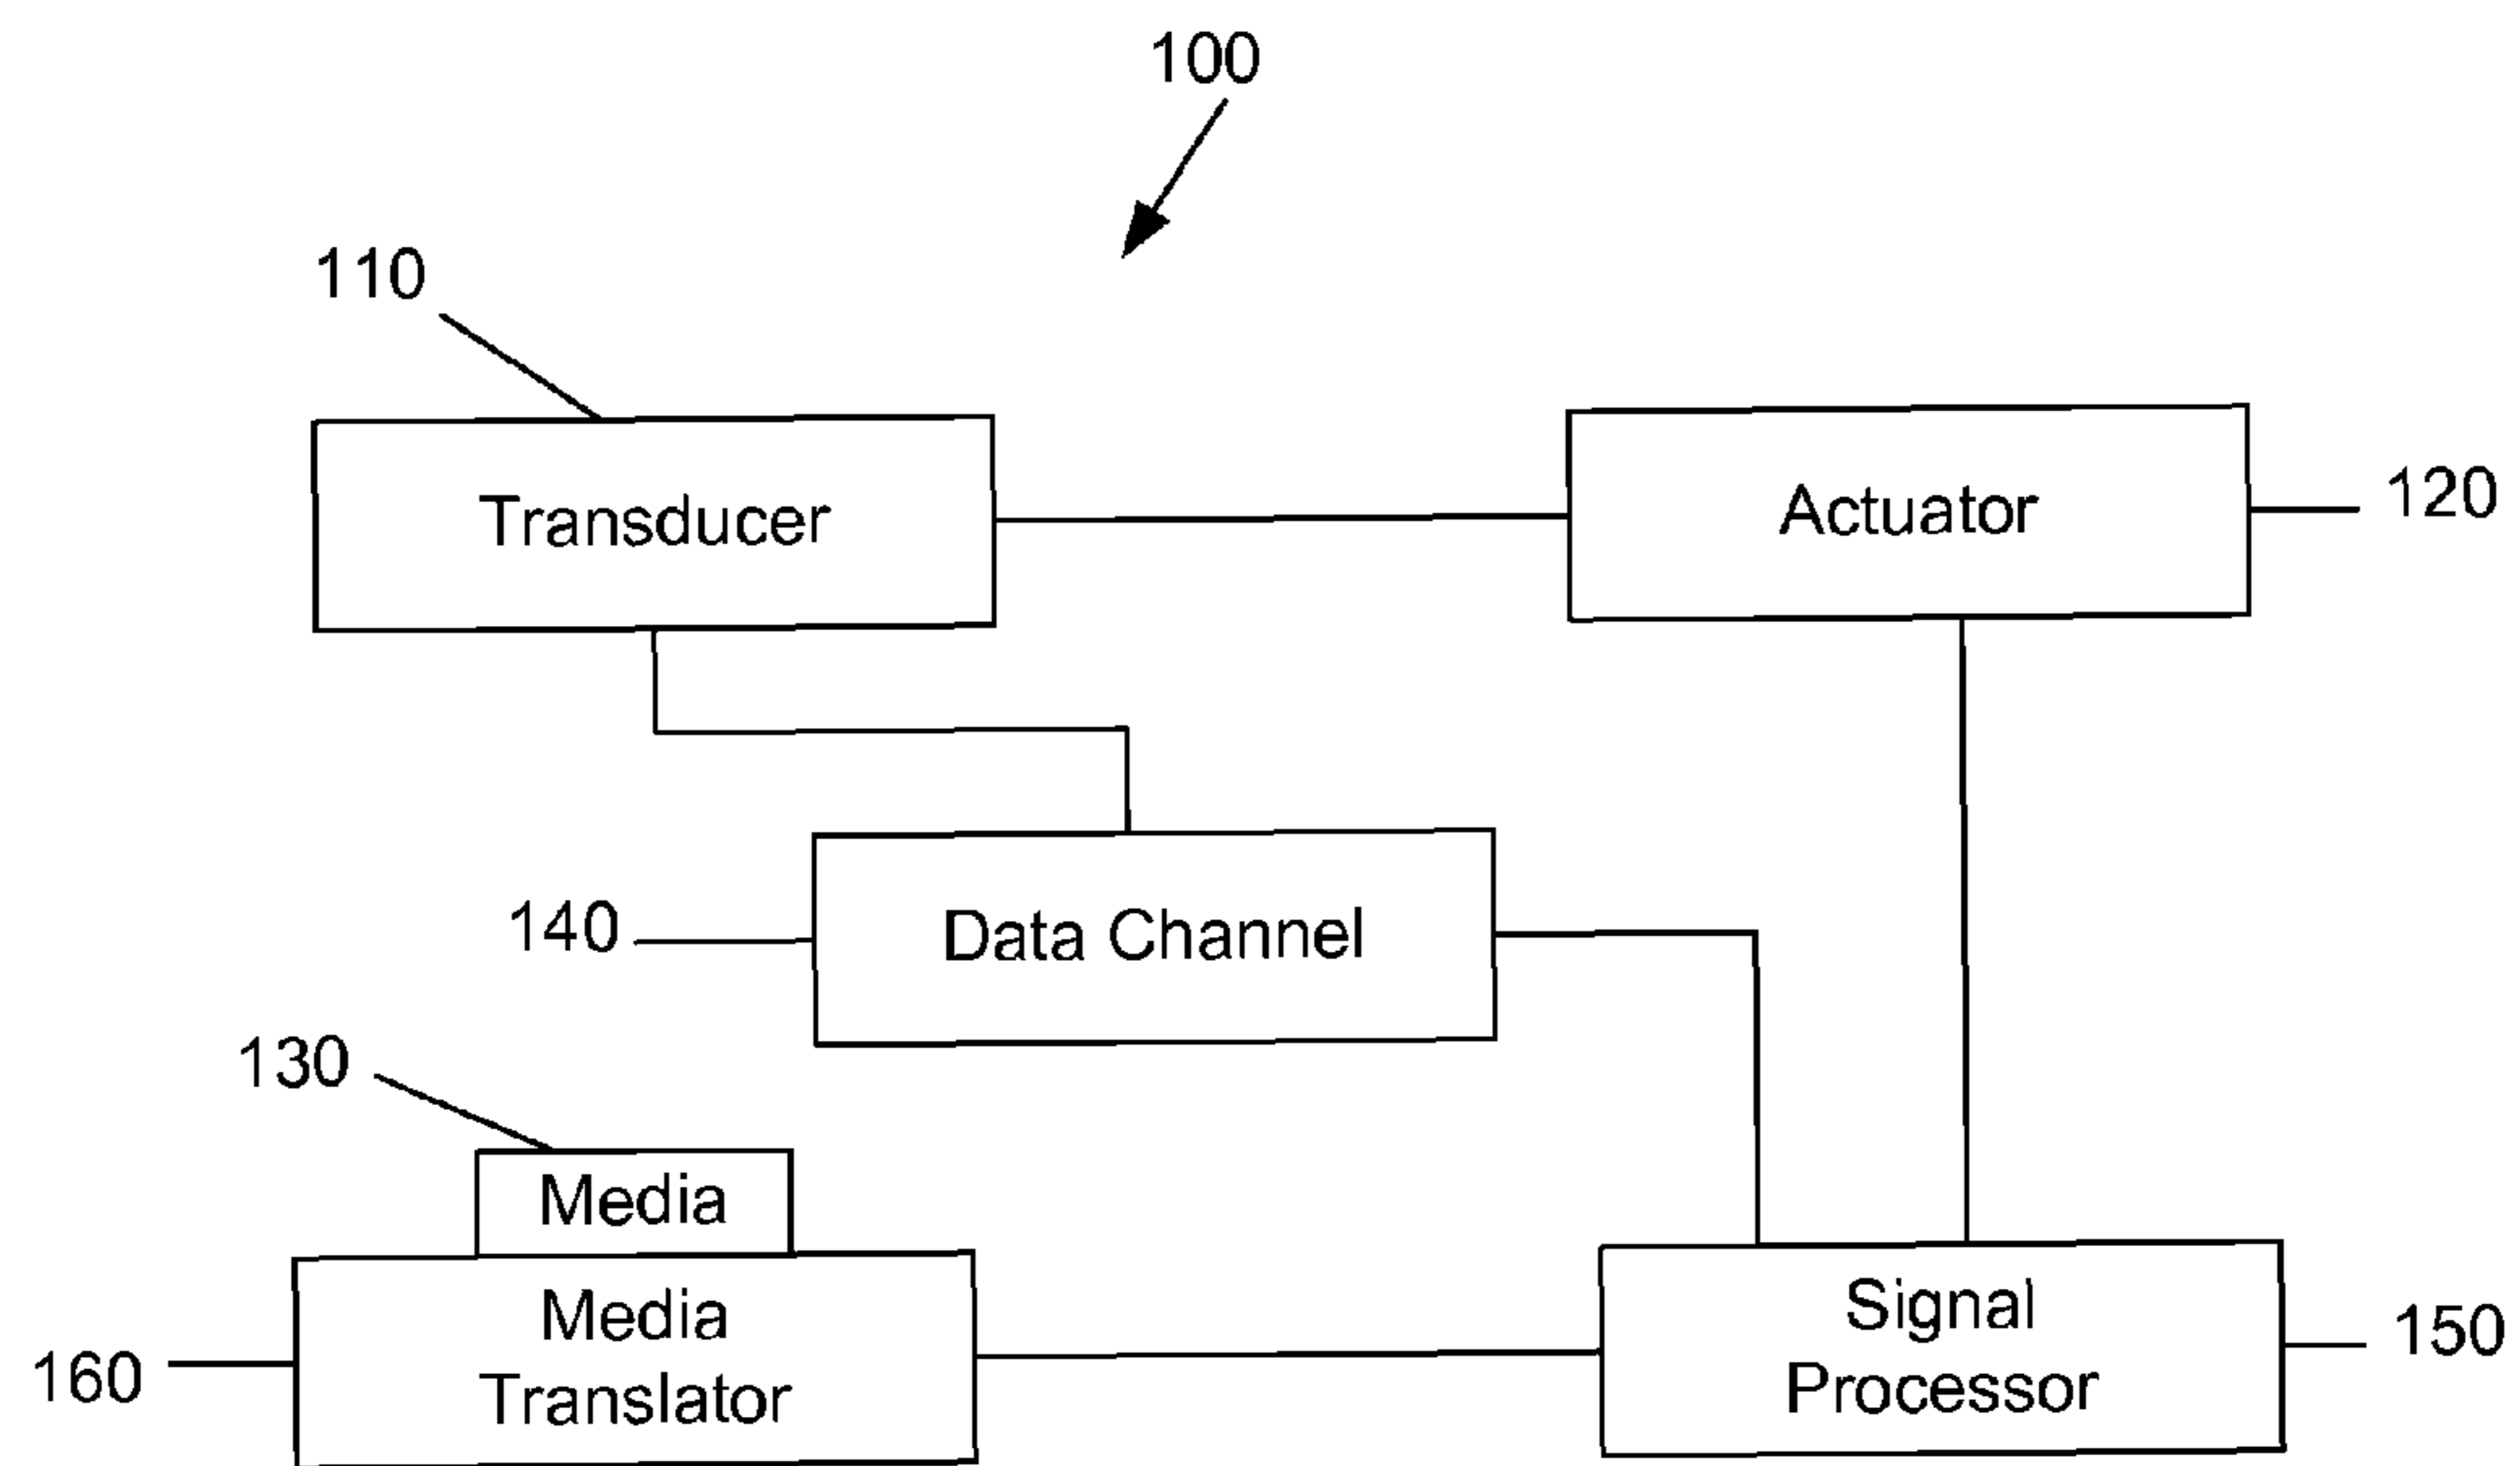 100
110
Transducer
Actuator
120
140
Data Channel
130
Media
Media
Translator
160
Signal
Processor
150